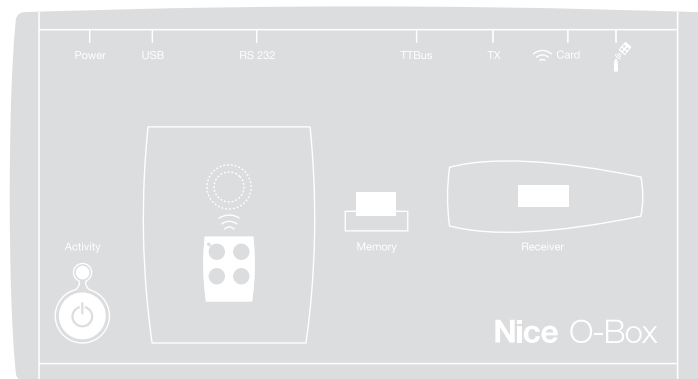 Power USB RS 232 TTBus TX Card
Activity Memory Receiver
Nice O-Box